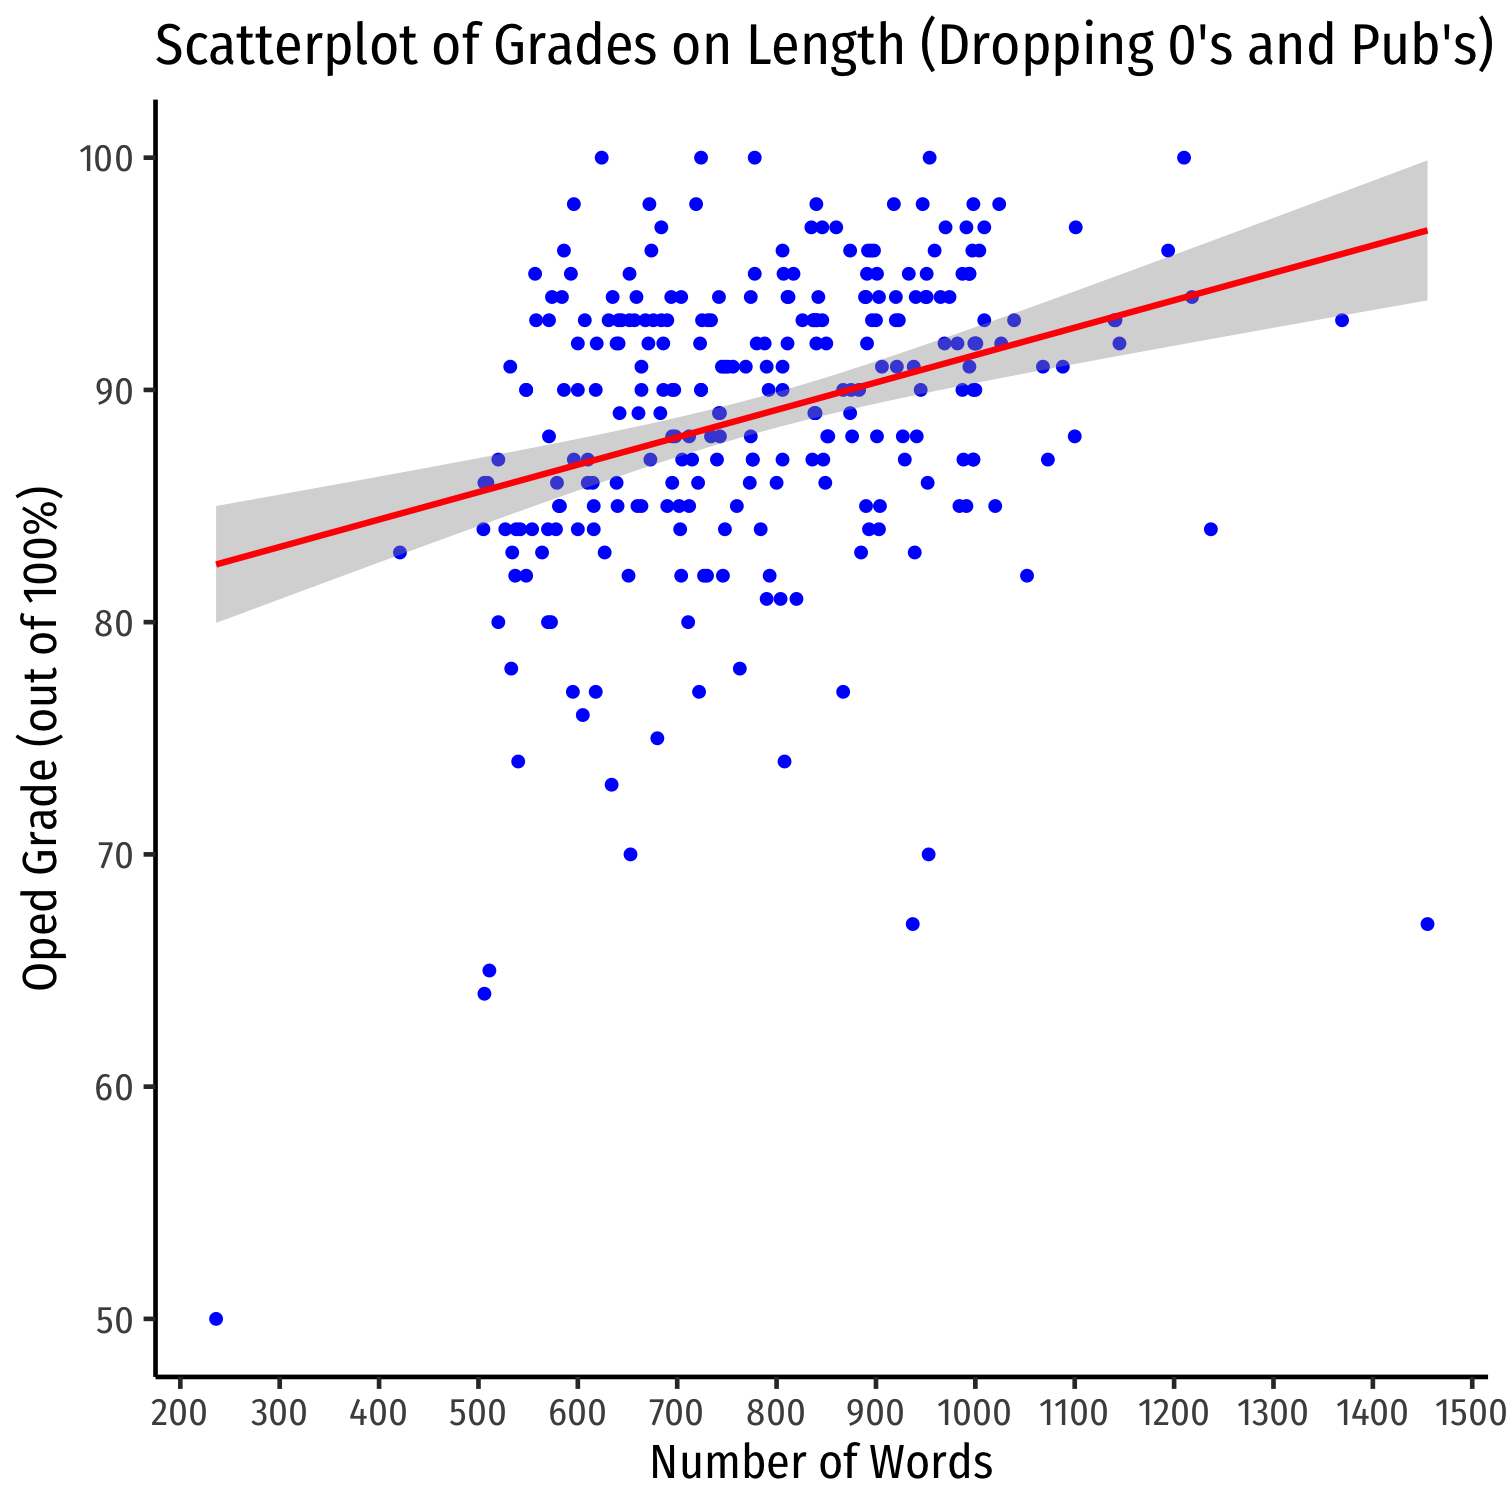 Scatterplot of Grades on Length (Dropping 0's and Pub's)
Oped Grade (out of 100%)
100
90
80
70
60
50
200 300 400 500 600 700 800 900 1000 1100 1200 1300 1400 1500
Number of Words